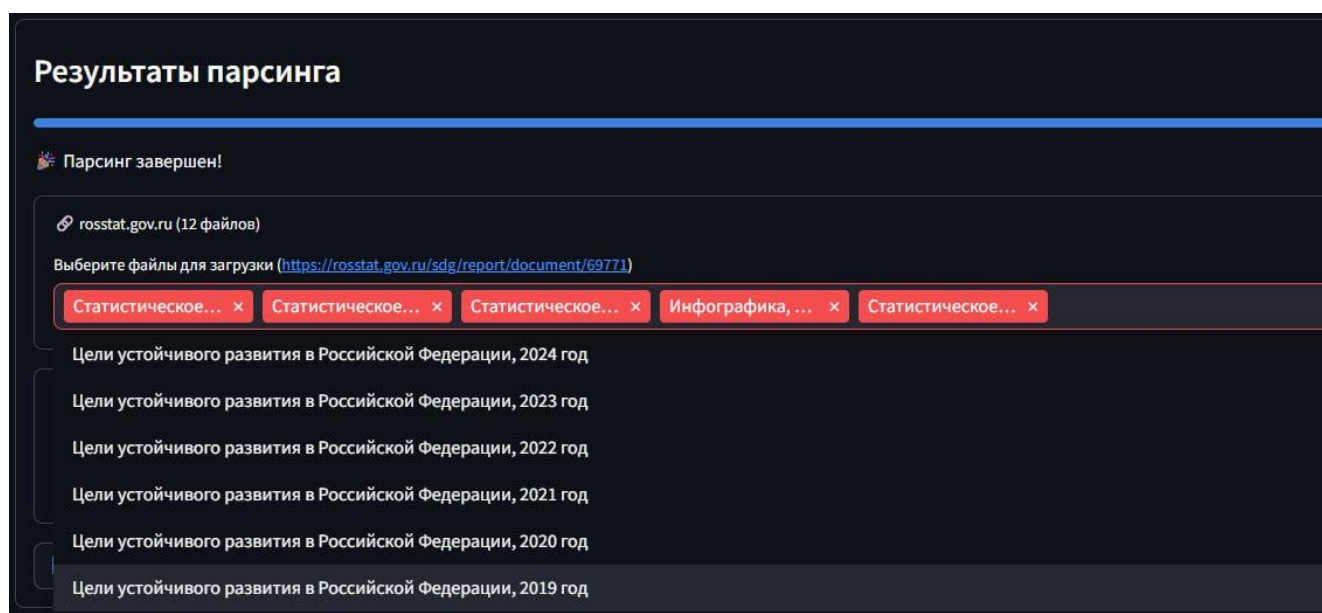 Результаты парсинга
🎉 Парсинг завершен!
🔗 rosstat.gov.ru (12 файлов)
Выберите файлы для загрузки (https://rosstat.gov.ru/sdg/report/document/69771)
Статистическое... × Статистическое... × Статистическое... × Инфографика, ... × Статистическое... ×
Цели устойчивого развития в Российской Федерации, 2024 год
Цели устойчивого развития в Российской Федерации, 2023 год
Цели устойчивого развития в Российской Федерации, 2022 год
Цели устойчивого развития в Российской Федерации, 2021 год
Цели устойчивого развития в Российской Федерации, 2020 год
Цели устойчивого развития в Российской Федерации, 2019 год